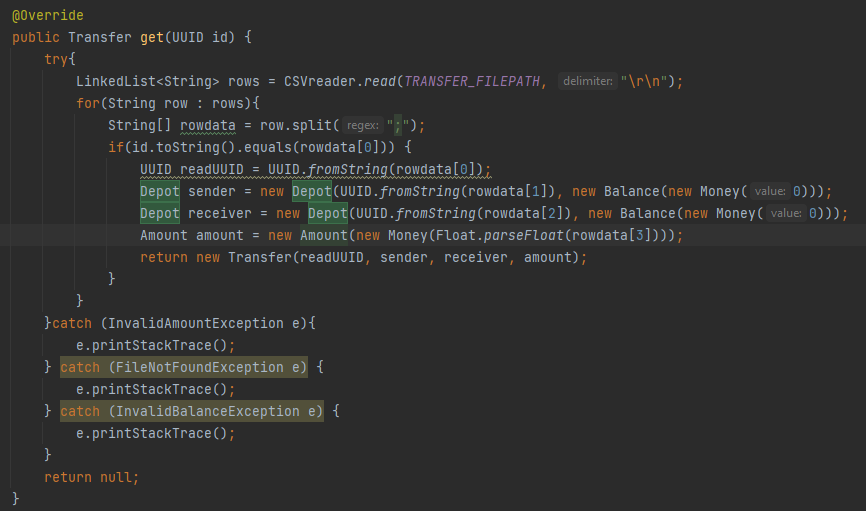 @Override
public Transfer get(UUID id) {
    try{
        LinkedList<String> rows = CSVreader.read(TRANSFER_FILEPATH, delimiter: "\r\n");
        for(String row : rows){
            String[] rowdata = row.split( regex: ";");
            if(id.toString().equals(rowdata[0])) {
                UUID readUUID = UUID.fromString(rowdata[0]);
                Depot sender = new Depot(UUID.fromString(rowdata[1]), new Balance(new Money( value: 0)));
                Depot receiver = new Depot(UUID.fromString(rowdata[2]), new Balance(new Money( value: 0)));
                Amount amount = new Amount(new Money(Float.parseFloat(rowdata[3])));
                return new Transfer(readUUID, sender, receiver, amount);
            }
        }
    }catch (InvalidAmountException e){
        e.printStackTrace();
    } catch (FileNotFoundException e) {
        e.printStackTrace();
    } catch (InvalidBalanceException e) {
        e.printStackTrace();
    }
    return null;
}